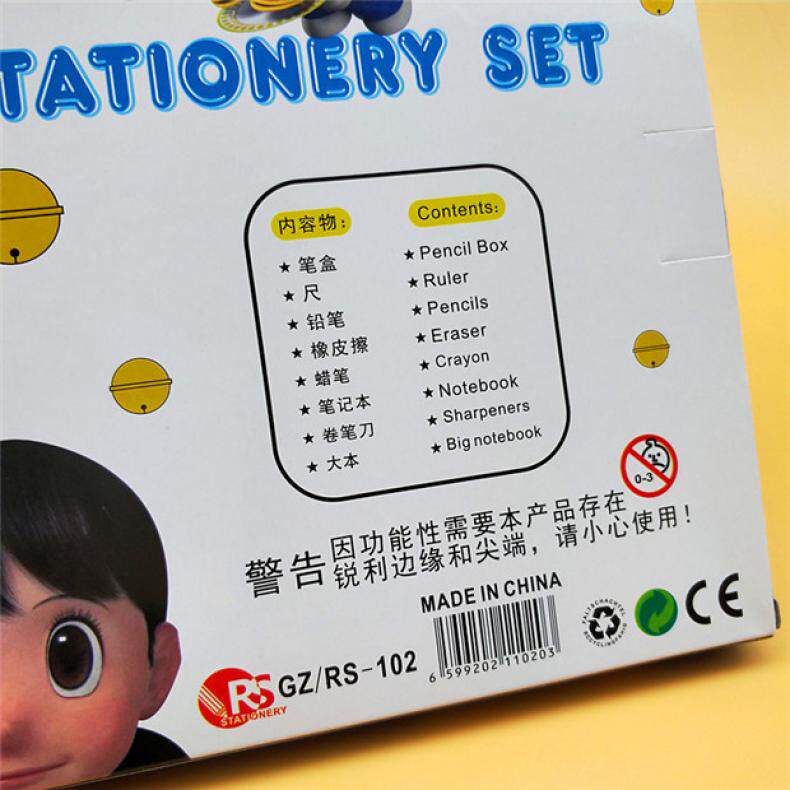 STATIONERY SET
内容物:
★ 笔盒
★ 尺
★ 铅笔
★ 橡皮擦
★ 蜡笔
★ 笔记本
★ 卷笔刀
★ 大本
Contents:
★ Pencil Box
★ Ruler
★ Pencils
★ Eraser
★ Crayon
★ Notebook
★ Sharpeners
★ Big notebook
0-3
警告 因功能性需要本产品存在
锐利边缘和尖端，请小心使用！
MADE IN CHINA
6 599202 110203
FALTSCHACHTEL
RECYCLINGFÄHIG
CE
RS
STATIONERY
GZ/RS-102